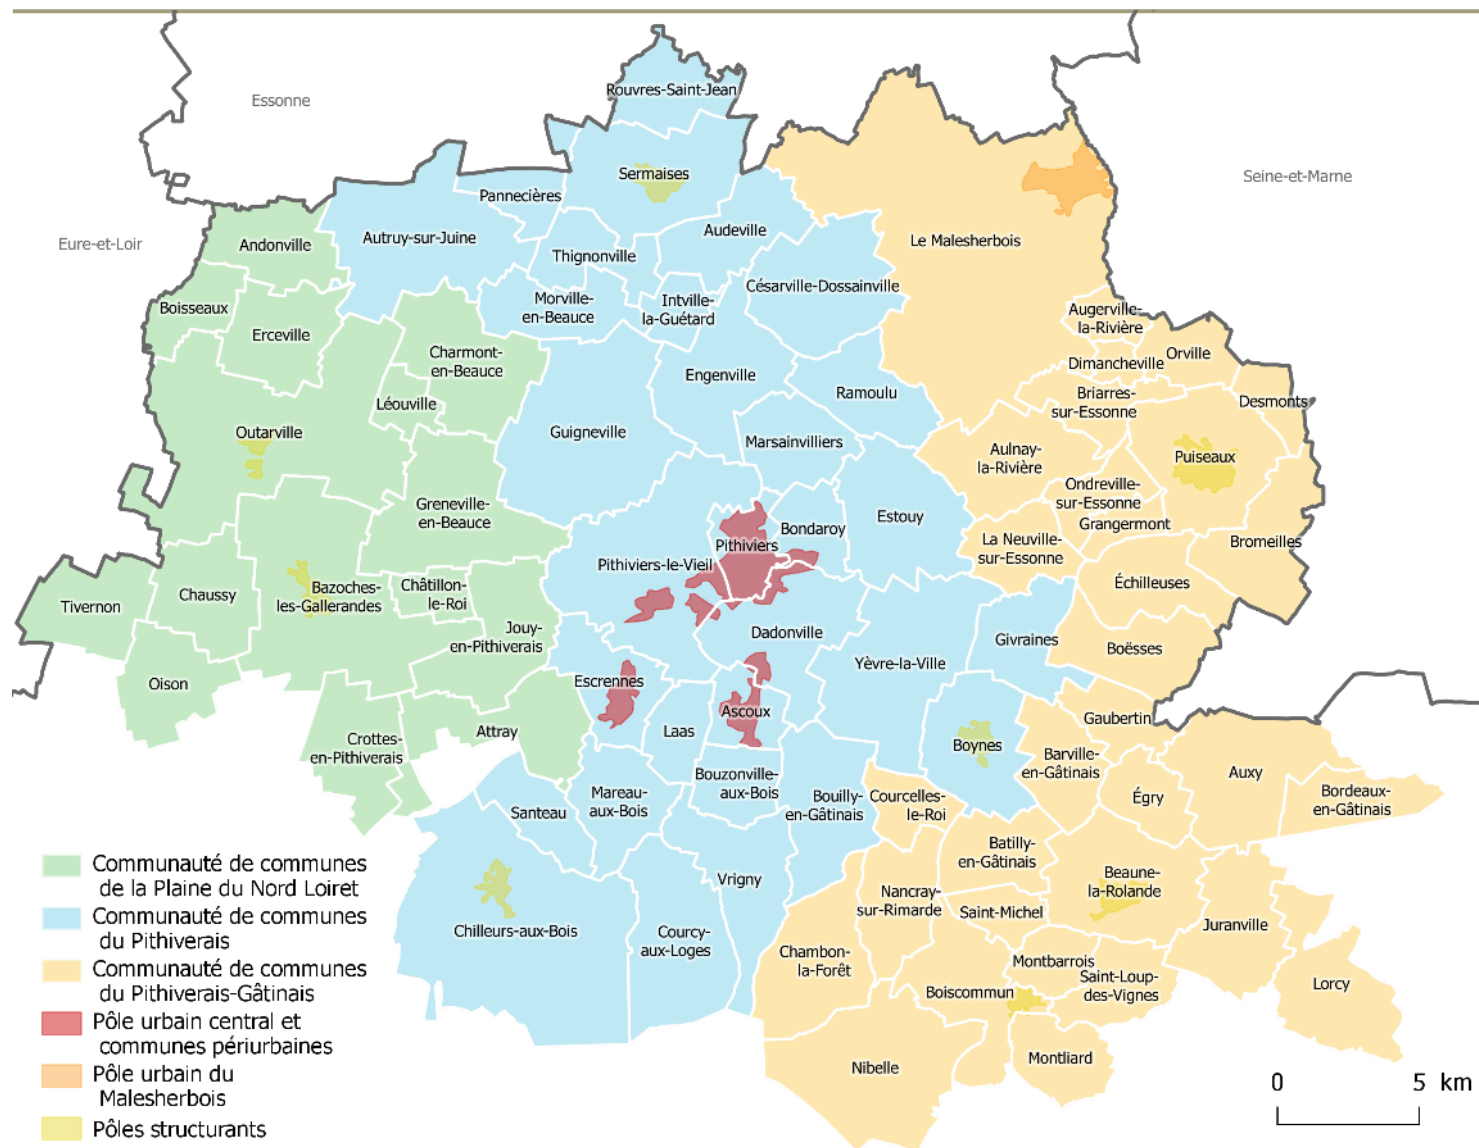 Essonne
Rouvres-Saint-Jean
Seine-et-Marne
Sermaises
Pannecières
Eure-et-Loir
Andonville
Autruy-sur-Juine
Audeville
Le Malesherbois
Thignonville
Césarville-Dossainville
Boisseaux
Morville-
en-Beauce
Intville-
la-Guétard
Augerville-
la-Rivière
Erceville
Charmont-
en-Beauce
Dimancheville
Orville
Engenville
Ramoulu
Briarres-
sur-Essonne
Desmonts
Léouville
Outarville
Guigneville
Marsainvilliers
Aulnay-
la-Rivière
Puiseaux
Ondreville-
sur-Essonne
Greneville-
en-Beauce
Estouy
Bondaroy
Grangermont
Pithiviers
La Neuville-
sur-Essonne
Bromeilles
Pithiviers-le-Vieil
Échilleuses
Bazoches-
les-Gallerandes
Châtillon-
le-Roi
Chaussy
Tivernon
Jouy-
en-Pithiverais
Dadonville
Givraines
Boësses
Yèvre-la-Ville
Oison
Escrennes
Ascoux
Gaubertin
Attray
Laas
Boynes
Crottes-
en-Pithiverais
Barville-
en-Gâtinais
Auxy
Bouzonville-
aux-Bois
Mareau-
aux-Bois
Bouilly-
en-Gâtinais
Courcelles-
le-Roi
Égry
Bordeaux-
en-Gâtinais
Santeau
Batilly-
en-Gâtinais
Vrigny
Beaune-
la-Rolande
Nancray-
sur-Rimarde
Saint-Michel
Chilleurs-aux-Bois
Courcy-
aux-Loges
Juranville
Chambon-
la-Forêt
Montbarrois
Saint-Loup-
des-Vignes
Boiscommun
Lorcy
Nibelle
Montliard
Communauté de communes
de la Plaine du Nord Loiret
Communauté de communes
du Pithiverais
Communauté de communes
du Pithiverais-Gâtinais
Pôle urbain central et
communes périurbaines
Pôle urbain du
Malesherbois
Pôles structurants
0 5 km